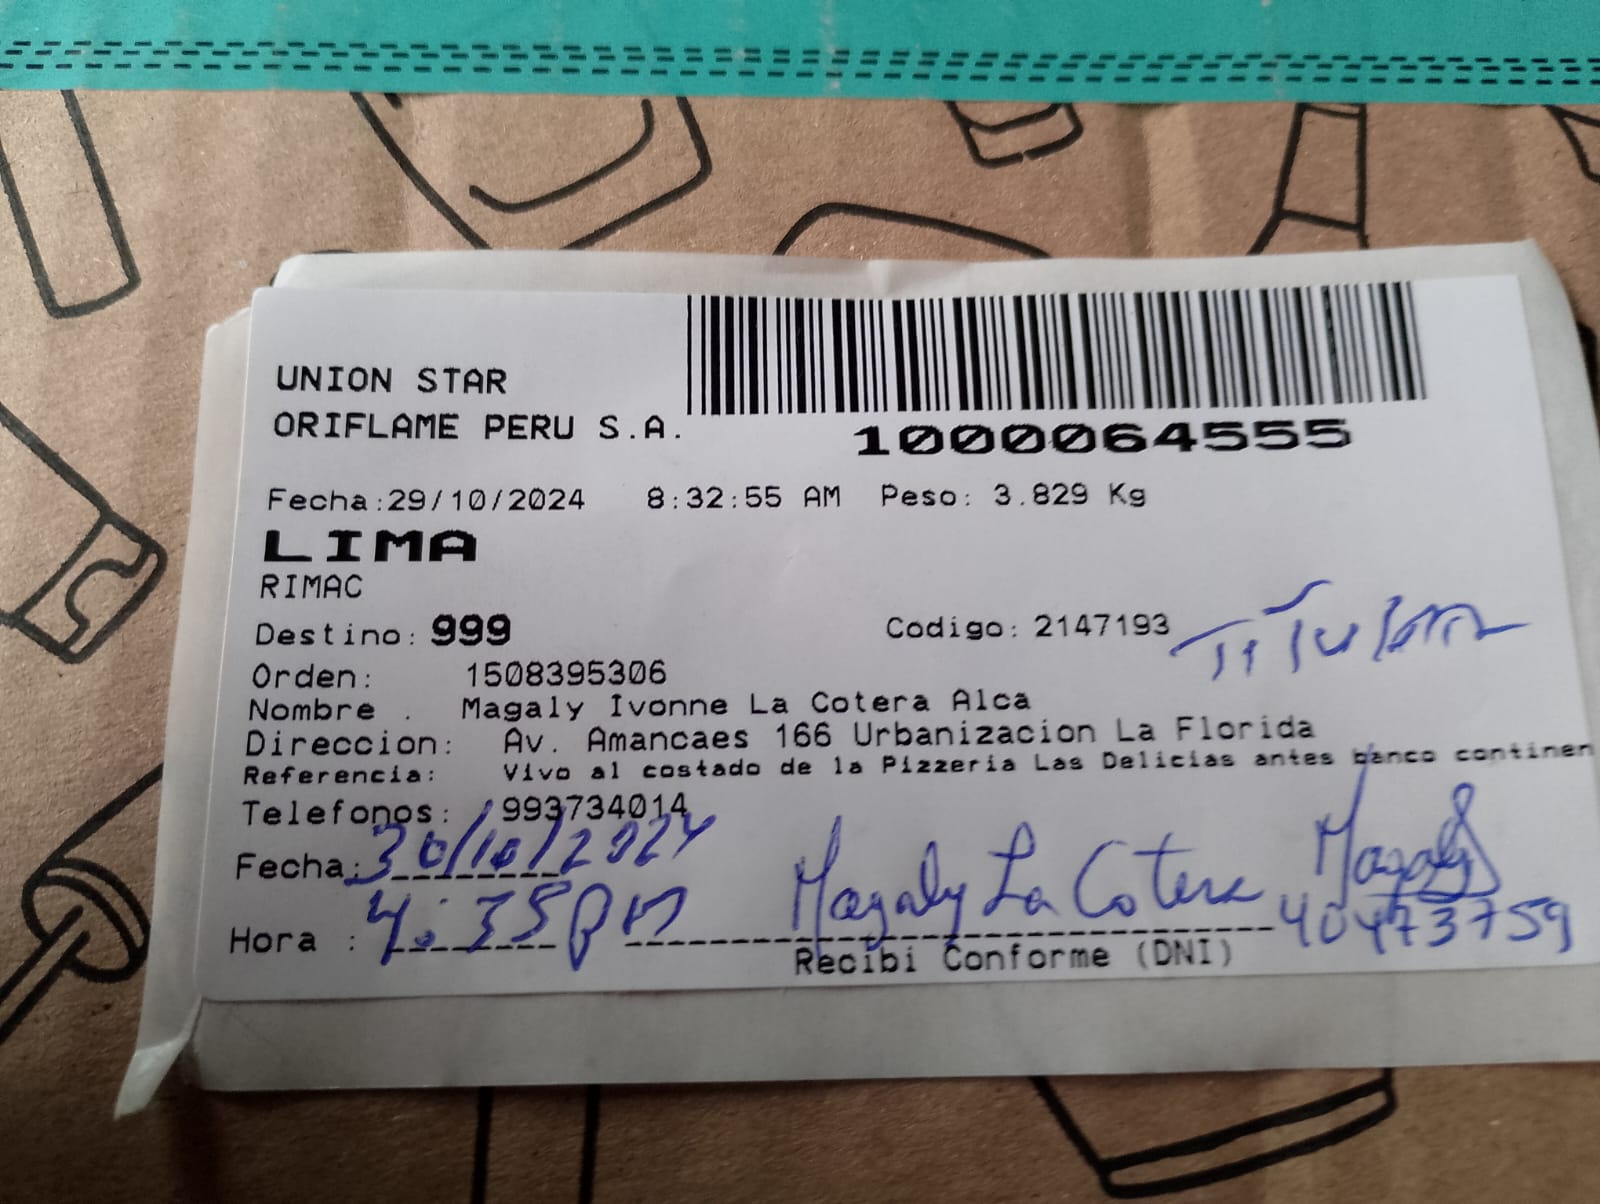 UNION STAR
ORIFLAME PERU S.A.
1000064555
Fecha:29/10/2024 8:32:55 AM Peso: 3.829 Kg
LIMA
RIMAC
Destino: 999 Codigo: 2147193
Orden: 1508395306
Nombre . Magaly Ivonne La Cotera Alca
Direccion: Av. Amancaes 166 Urbanizacion La Florida
Referencia: Vivo al costado de la Pizzeria Las Delicias antes banco continen
Telefonos: 993734014
Fecha: 30/10/2024
Hora : 4:35 pm Magaly La Cotera Magaly
40473759
Recibi Conforme (DNI)